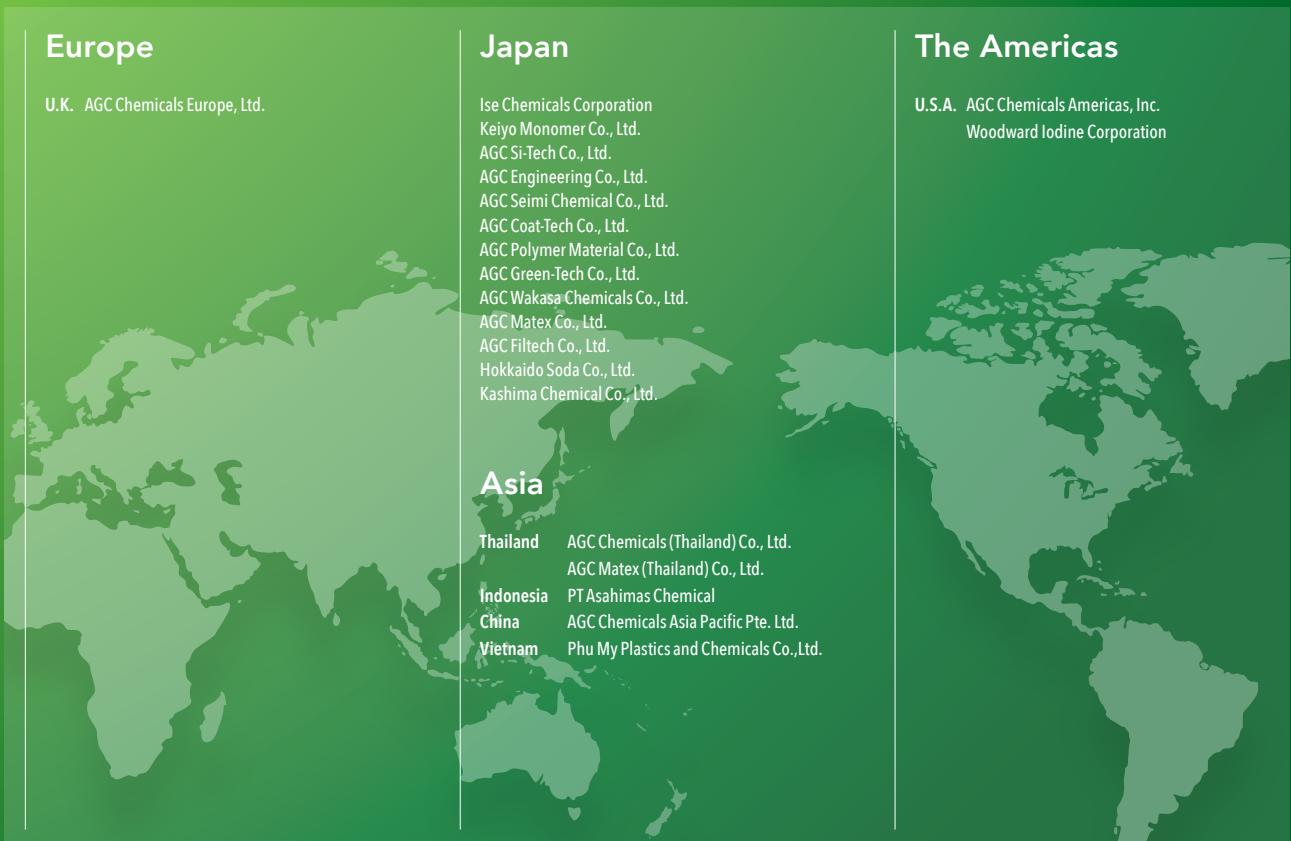 Europe
U.K. AGC Chemicals Europe, Ltd.
Japan
Ise Chemicals Corporation
Keiyo Monomer Co., Ltd.
AGC Si-Tech Co., Ltd.
AGC Engineering Co., Ltd.
AGC Seimi Chemical Co., Ltd.
AGC Coat-Tech Co., Ltd.
AGC Polymer Material Co., Ltd.
AGC Green-Tech Co., Ltd.
AGC Wakasa Chemicals Co., Ltd.
AGC Matex Co., Ltd.
AGC Filtech Co., Ltd.
Hokkaido Soda Co., Ltd.
Kashima Chemical Co., Ltd.
Asia
Thailand AGC Chemicals (Thailand) Co., Ltd.
AGC Matex (Thailand) Co., Ltd.
Indonesia PT Asahimas Chemical
China AGC Chemicals Asia Pacific Pte. Ltd.
Vietnam Phu My Plastics and Chemicals Co.,Ltd.
The Americas
U.S.A. AGC Chemicals Americas, Inc.
Woodward Iodine Corporation